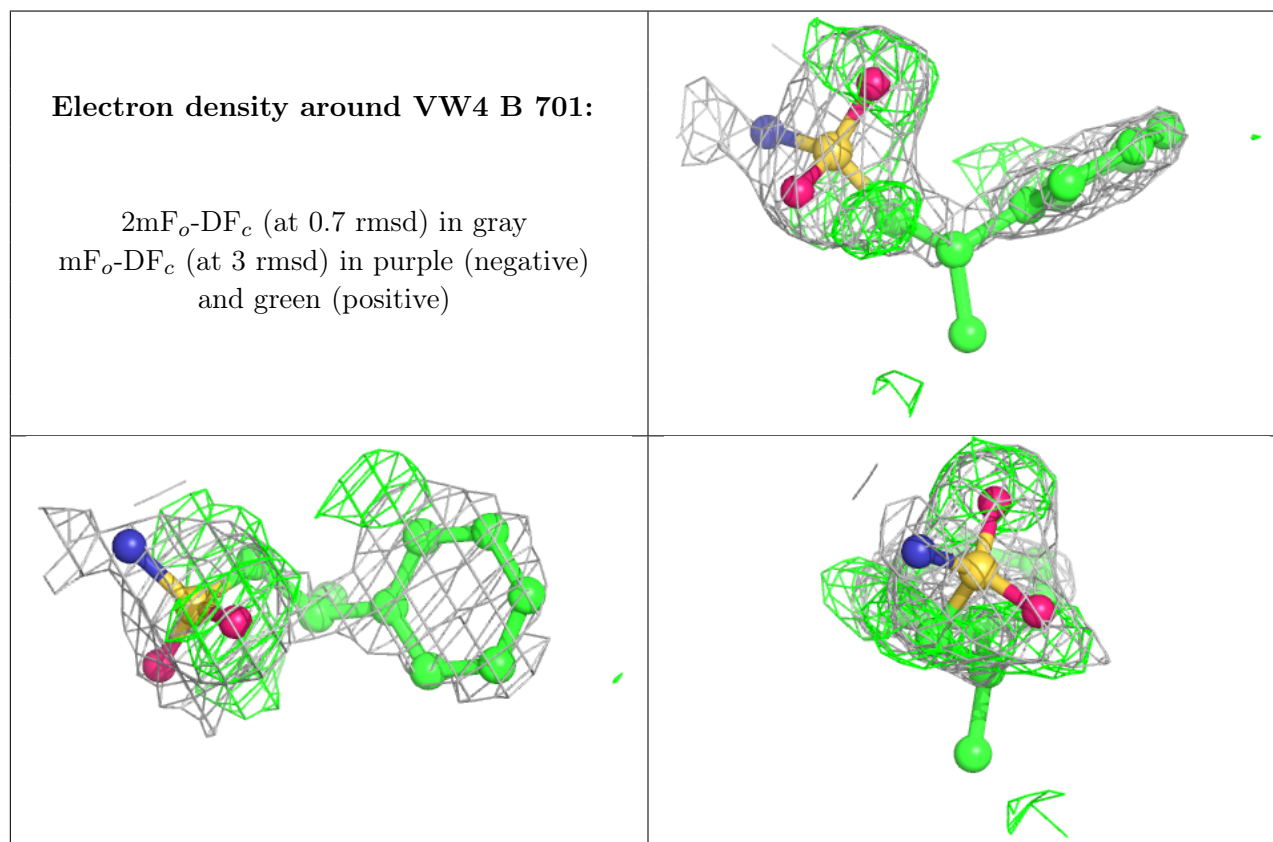 Electron density around VW4 B 701:
2mFo-DFc (at 0.7 rmsd) in gray
mFo-DFc (at 3 rmsd) in purple (negative)
and green (positive)